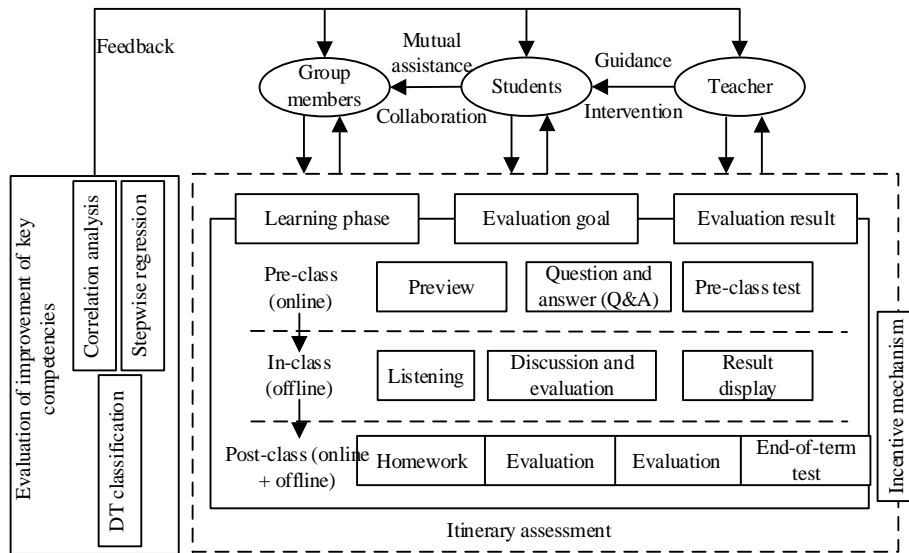 Feedback
Mutual
assistance
Guidance
Group
members
Students
Teacher
Collaboration
Intervention
Evaluation of improvement of key
competencies
Correlation analysis
Stepwise regression
DT classification
Learning phase
Evaluation goal
Evaluation result
Pre-class
(online)
Preview
Question and
answer (Q&A)
Pre-class test
In-class
(offline)
Listening
Discussion and
evaluation
Result
display
Post-class (online
+ offline)
Homework
Evaluation
Evaluation
End-of-term
test
Itinerary assessment
Incentive mechanism